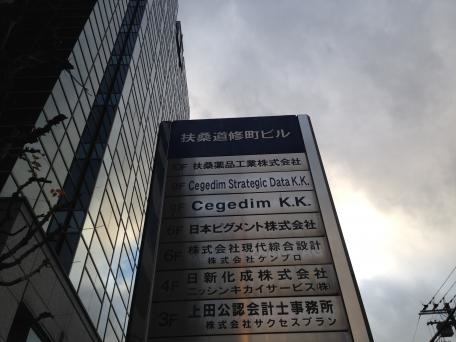 扶桑道修町ビル
扶桑薬品工業株式会社
Cegedim Strategic Data K.K.
Cegedim K.K.
6F 日本ピグメント株式会社
6F 株式会社現代綜合設計
株式会社ケンプロ
4F 日新化成株式会社
ニッシンキカイサービス(株)
3F 上田公認会計士事務所
株式会社サクセスプラン